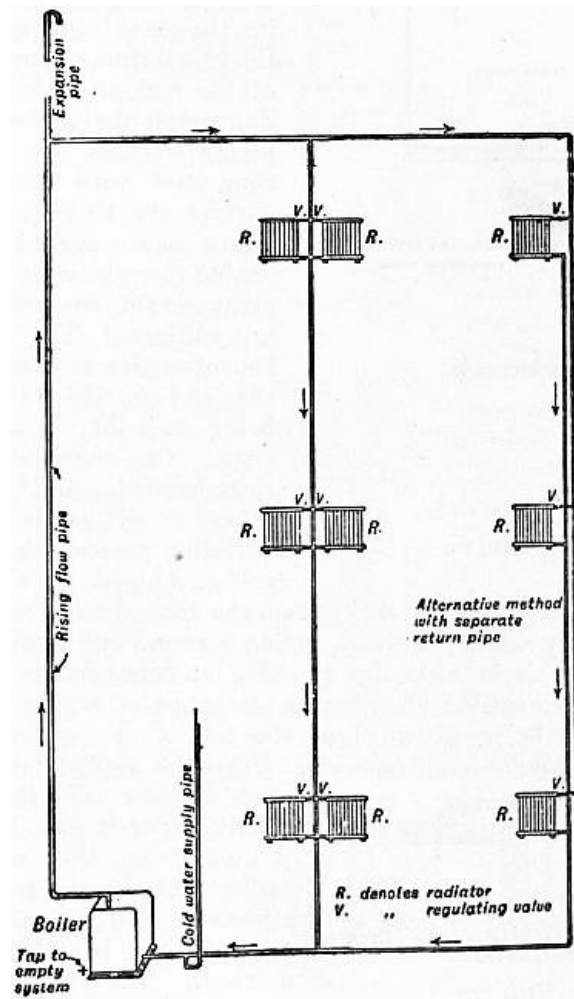 Expansion
pipe
V. V.
R.
R.
V.
R.
V. V.
R.
R.
V.
R.
Rising flow pipe
Alternative method
with separate
return pipe
Cold water supply pipe
V. V.
R.
R.
V.
R.
R. denotes radiator
V. " regulating valve
Boiler
Tap to
empty
system